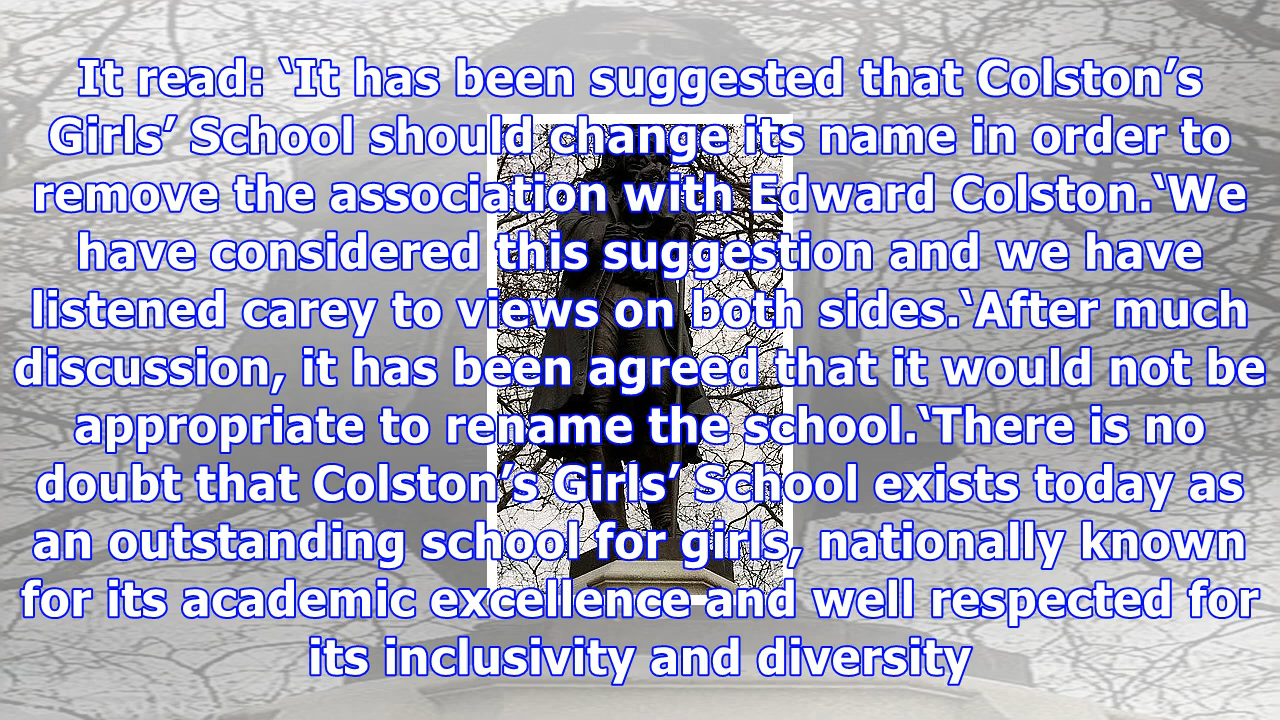 It read: ‘It has been suggested that Colston’s
Girls’ School should change its name in order to
remove the association with Edward Colston.‘We
have considered this suggestion and we have
listened carey to views on both sides.‘After much
discussion, it has been agreed that it would not be
appropriate to rename the school.‘There is no
doubt that Colston’s Girls’ School exists today as
an outstanding school for girls, nationally known
for its academic excellence and well respected for
its inclusivity and diversity